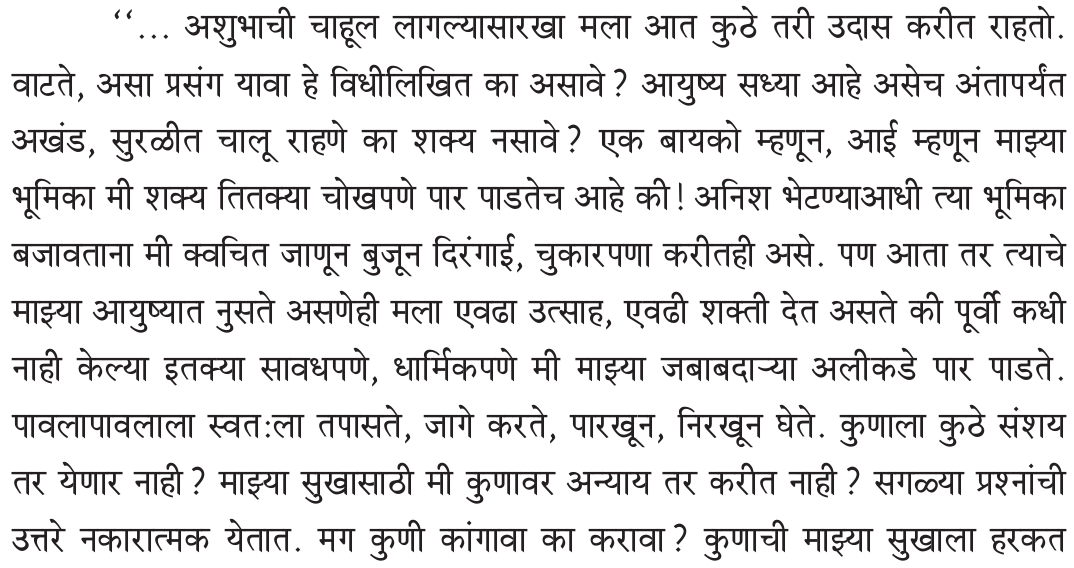 ‘‘... अशुभाची चाहूल लागल्यासारखा मला आत कुठे तरी उदास करीत राहतो.
वाटते, असा प्रसंग यावा हे विधीलिखित का असावे? आयुष्य सध्या आहे असेच अंतापर्यंत
अखंड, सुरळीत चालू राहणे का शक्य नसावे? एक बायको म्हणून, आई म्हणून माझ्या
भूमिका मी शक्य तितक्या चोखपणे पार पाडतेच आहे की! अनिश भेटण्याआधी त्या भूमिका
बजावताना मी क्वचित जाणून बुजून दिरंगाई, चुकारपणा करीतही असे. पण आता तर त्याचे
माझ्या आयुष्यात नुसते असणेही मला एवढा उत्साह, एवढी शक्ती देत असते की पूर्वी कधी
नाही केल्या इतक्या सावधपणे, धार्मिकपणे मी माझ्या जबाबदाऱ्या अलीकडे पार पाडते.
पावलापावलाला स्वतःला तपासते, जागे करते, पारखून, निरखून घेते. कुणाला कुठे संशय
तर येणार नाही? माझ्या सुखासाठी मी कुणावर अन्याय तर करीत नाही? सगळ्या प्रश्नांची
उत्तरे नकारात्मक येतात. मग कुणी कांगावा का करावा? कुणाची माझ्या सुखाला हरकत